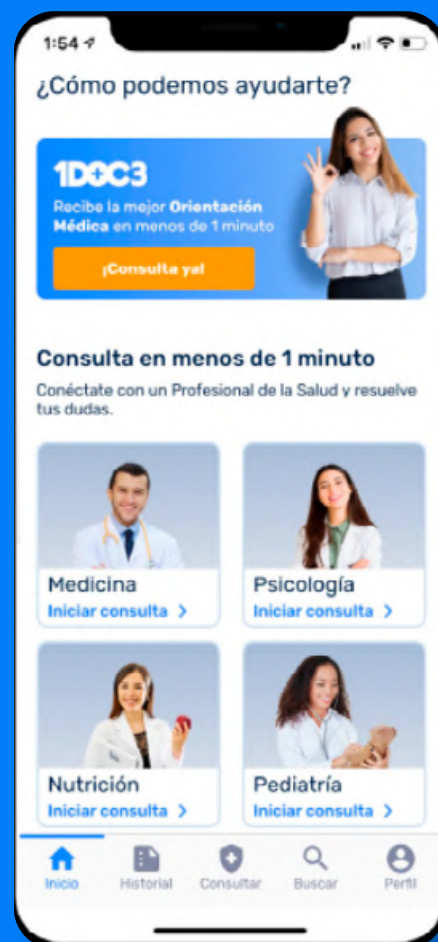 1:54
¿Cómo podemos ayudarte?
1DOC3
Recibe la mejor Orientación
Médica en menos de 1 minuto
¡Consulta ya!
Consulta en menos de 1 minuto
Conéctate con un Profesional de la Salud y resuelve
tus dudas.
Medicina
Iniciar consulta >
Psicología
Iniciar consulta >
Nutrición
Iniciar consulta >
Pediatría
Iniciar consulta >
Inicio
Historial
Consultar
Buscar
Perfil